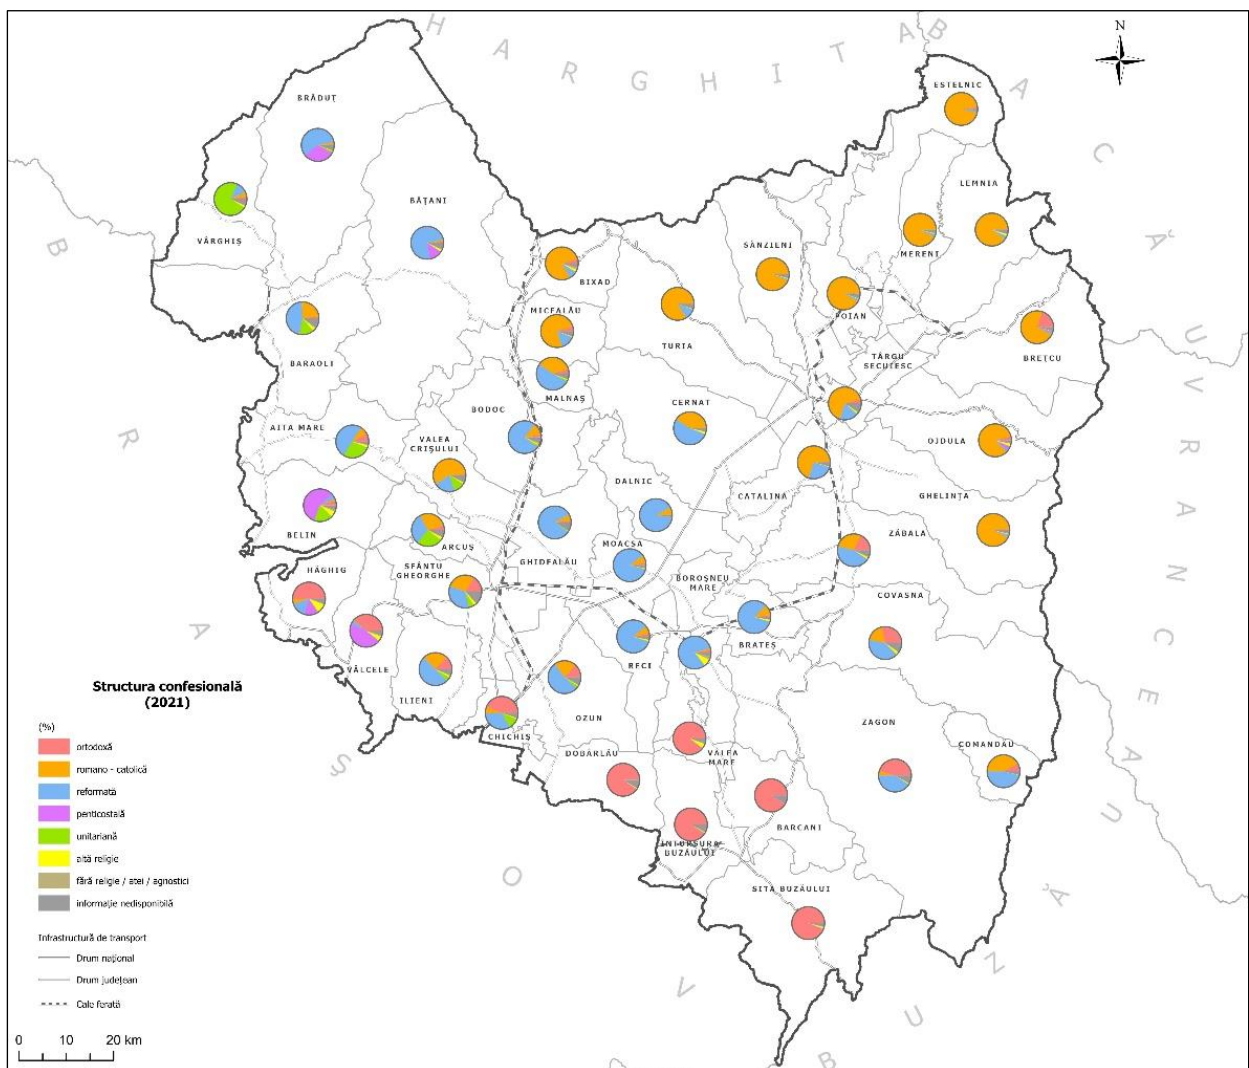 HARGHITA
BACĂU
VRANCEA
BUZĂU
BRAȘOV
N
ESTELNIC
BRĂDUȚ
LEMNIA
BĂȚANI
VÂRGHIȘ
SÂNZIENI
MERENI
BIXAD
MICFALĂU
POIAN
TURIA
BREȚCU
TÂRGU
SECUIESC
BARAOLT
MALNAȘ
CERNAT
BODOC
AITA MARE
VALEA
CRIȘULUI
OJDULA
DALNIC
CATALINA
GHELINȚA
BELIN
ARCUȘ
ZĂBALA
MOACȘA
GHIDFALĂU
HĂGHIG
SFÂNTU
GHEORGHE
BOROȘNEU
MARE
COVASNA
BRATEȘ
VÂLCELE
RECI
ILIENI
OZUN
ZAGON
CHICHIȘ
DOBÂRLĂU
VALEA
MARE
COMANDĂU
BARCANI
ÎNTORSURA
BUZĂULUI
SITA BUZĂULUI
Structura confesională
(2021)
(%)
ortodoxă
romano - catolică
reformată
penticostală
unitariană
altă religie
fără religie / atei / agnostici
informație nedisponibilă
Infrastructură de transport
Drum național
Drum județean
Cale ferată
0 10 20 km